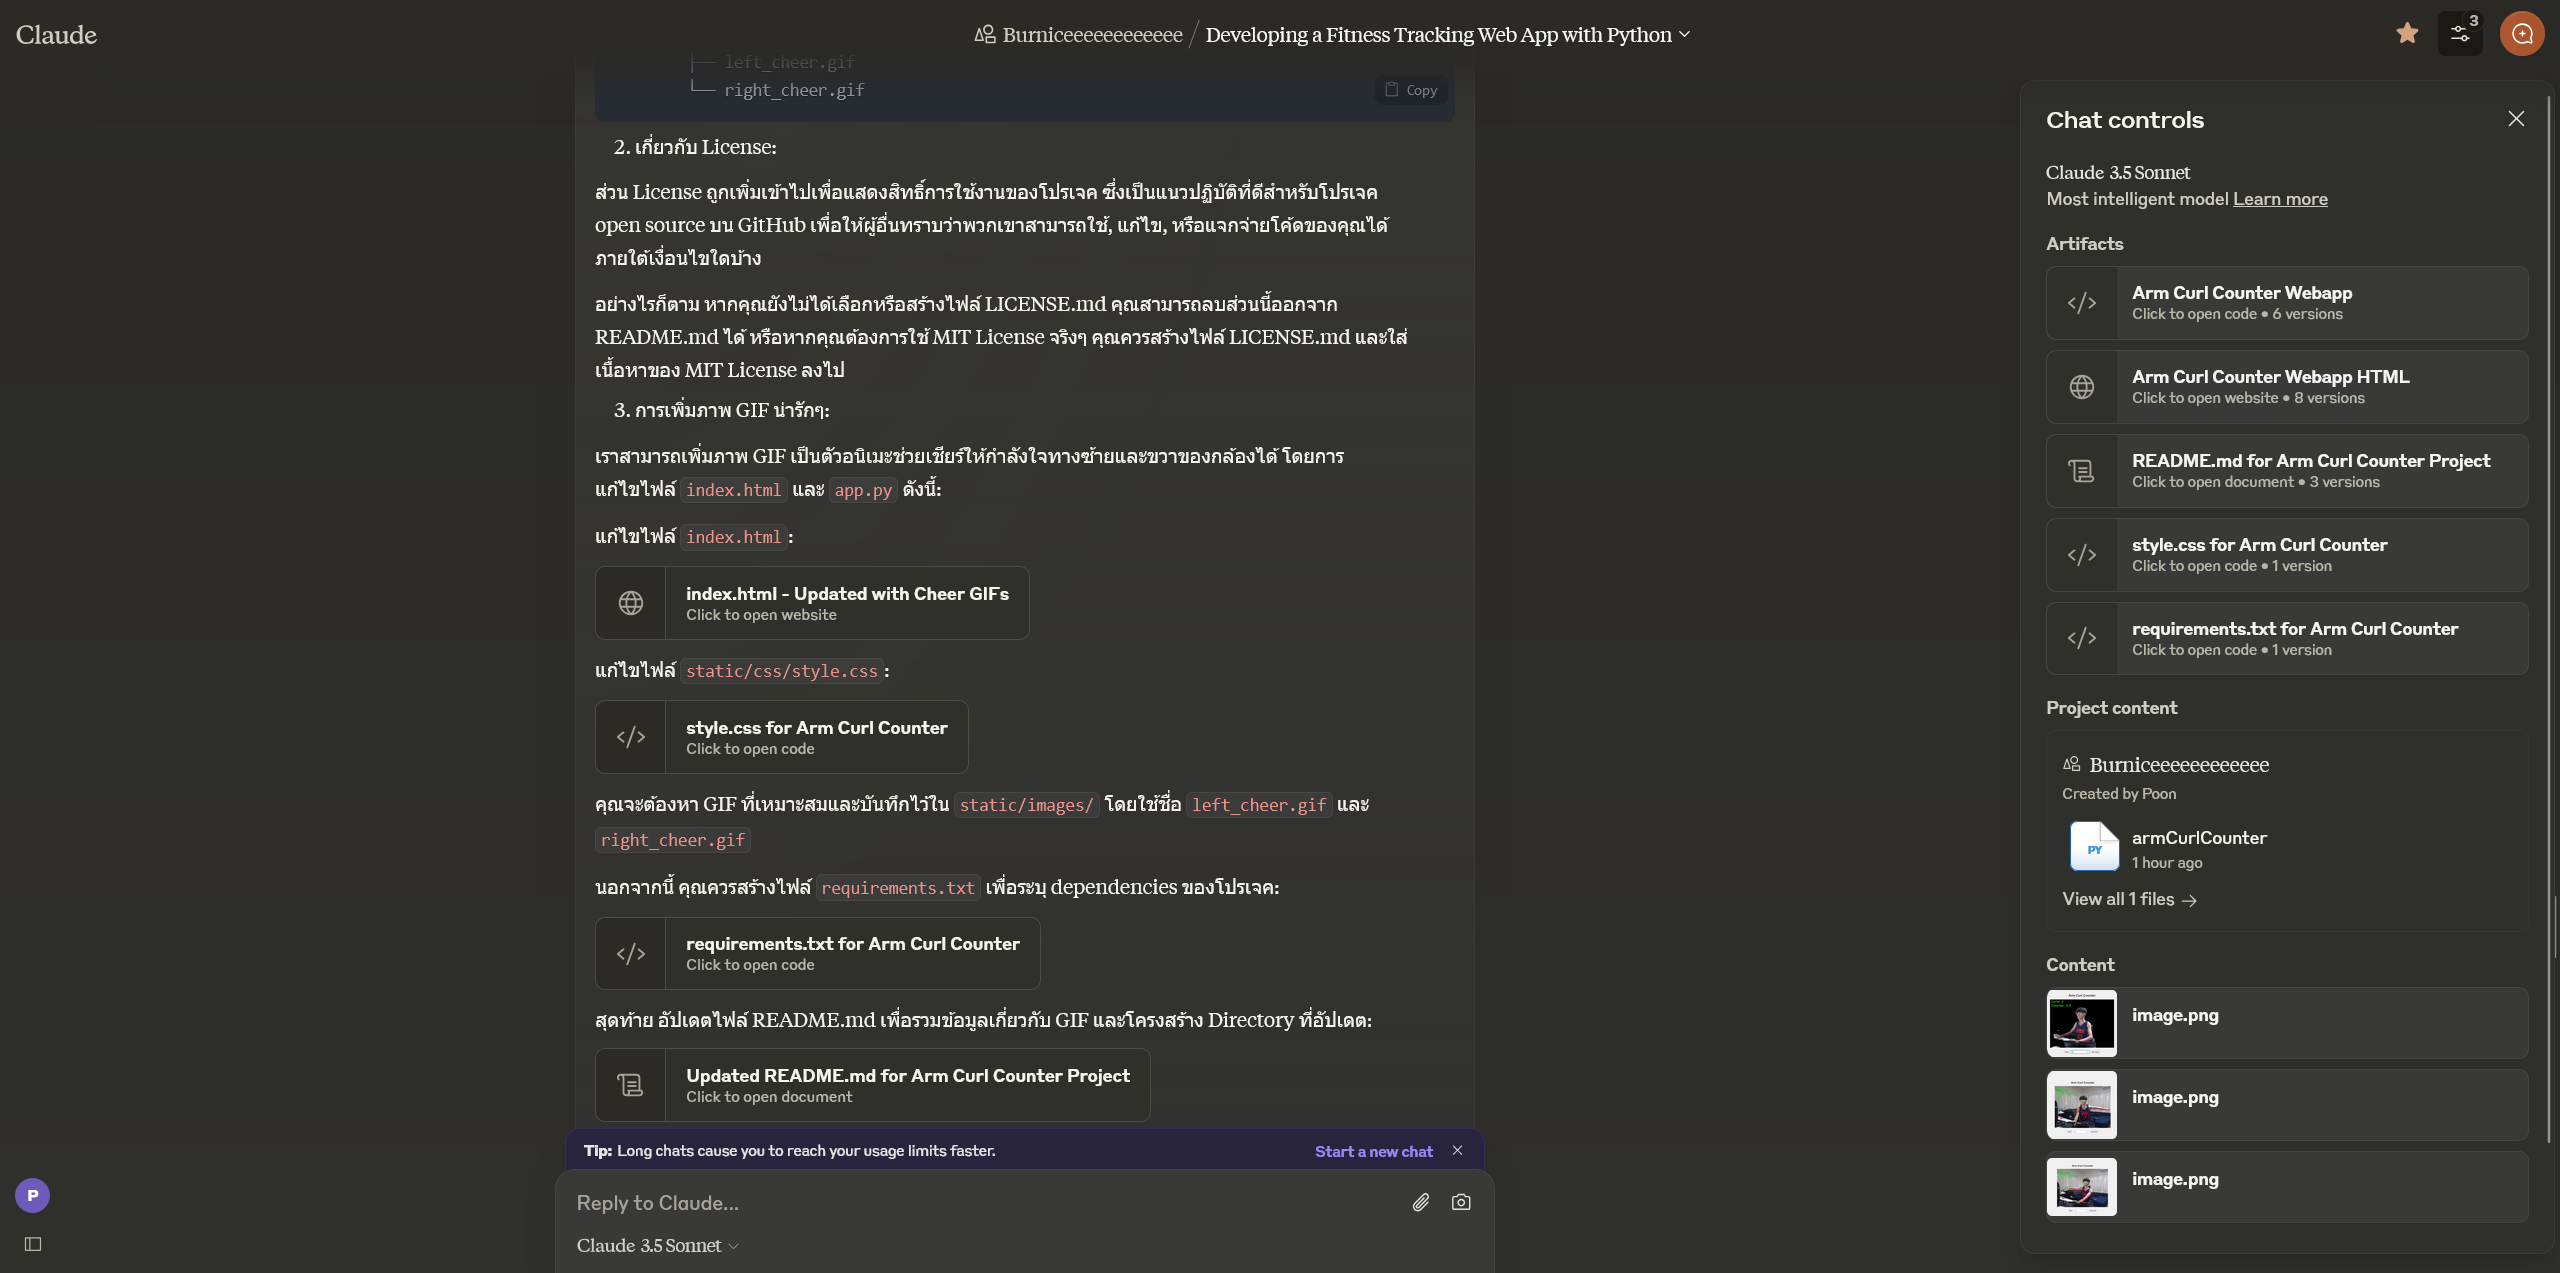 Claude
Burniceeeeeeeeeeeee / Developing a Fitness Tracking Web App with Python
3
├── left_cheer.gif
└── right_cheer.gif
Copy
2. เกี่ยวกับ License:
ส่วน License ถูกเพิ่มเข้าไปเพื่อแสดงสิทธิ์การใช้งานของโปรเจค ซึ่งเป็นแนวปฏิบัติที่ดีสำหรับโปรเจค
open source บน GitHub เพื่อให้ผู้อื่นทราบว่าพวกเขาสามารถใช้, แก้ไข, หรือแจกจ่ายโค้ดของคุณได้
ภายใต้เงื่อนไขใดบ้าง
อย่างไรก็ตาม หากคุณยังไม่ได้เลือกหรือสร้างไฟล์ LICENSE.md คุณสามารถลบส่วนนี้ออกจาก
README.md ได้ หรือหากคุณต้องการใช้ MIT License จริงๆ คุณควรสร้างไฟล์ LICENSE.md และใส่
เนื้อหาของ MIT License ลงไป
3. การเพิ่มภาพ GIF น่ารักๆ:
เราสามารถเพิ่มภาพ GIF เป็นตัวอนิเมะช่วยเชียร์ให้กำลังใจทางซ้ายและขวาของกล้องได้ โดยการ
แก้ไขไฟล์ index.html และ app.py ดังนี้:
แก้ไขไฟล์ index.html:
index.html - Updated with Cheer GIFs
Click to open website
แก้ไขไฟล์ static/css/style.css:
style.css for Arm Curl Counter
Click to open code
คุณจะต้องหา GIF ที่เหมาะสมและบันทึกไว้ใน static/images/ โดยใช้ชื่อ left_cheer.gif และ
right_cheer.gif
นอกจากนี้ คุณควรสร้างไฟล์ requirements.txt เพื่อระบุ dependencies ของโปรเจค:
requirements.txt for Arm Curl Counter
Click to open code
สุดท้าย อัปเดตไฟล์ README.md เพื่อรวมข้อมูลเกี่ยวกับ GIF และโครงสร้าง Directory ที่อัปเดต:
Updated README.md for Arm Curl Counter Project
Click to open document
Tip: Long chats cause you to reach your usage limits faster.
Start a new chat
Reply to Claude...
Claude 3.5 Sonnet
P
Chat controls
Claude 3.5 Sonnet
Most intelligent model Learn more
Artifacts
Arm Curl Counter Webapp
Click to open code • 6 versions
Arm Curl Counter Webapp HTML
Click to open website • 8 versions
README.md for Arm Curl Counter Project
Click to open document • 3 versions
style.css for Arm Curl Counter
Click to open code • 1 version
requirements.txt for Arm Curl Counter
Click to open code • 1 version
Project content
Burniceeeeeeeeeeeee
Created by Poon
PY
armCurlCounter
1 hour ago
View all 1 files →
Content
image.png
image.png
image.png